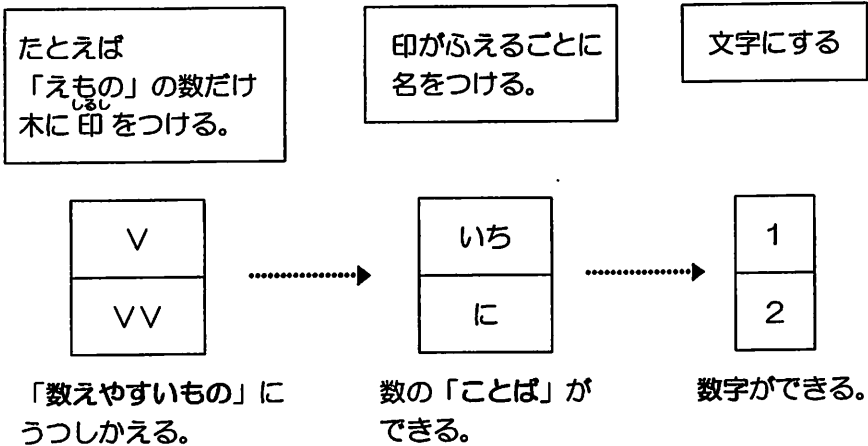 たとえば
「えもの」の数だけ
木に印をつける。
しるし
印がふえるごとに
名をつける。
文字にする
V
VV
いち
に
1
2
「数えやすいもの」に
うつしかえる。
数の「ことば」が
できる。
数字ができる。